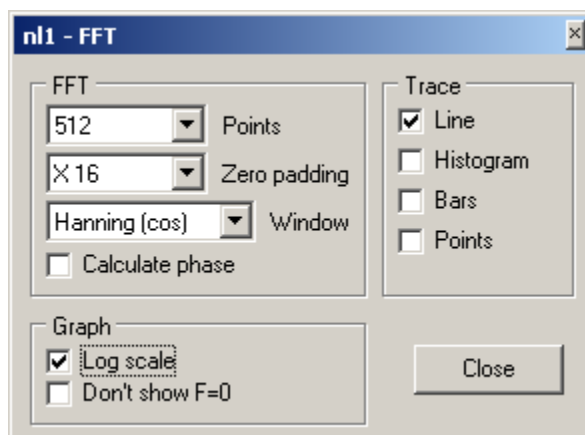 nl1 - FFT
FFT
512 Points
X 16 Zero padding
Hanning (cos) Window
Calculate phase
Trace
Line
Histogram
Bars
Points
Graph
Log scale
Don't show F=0
Close